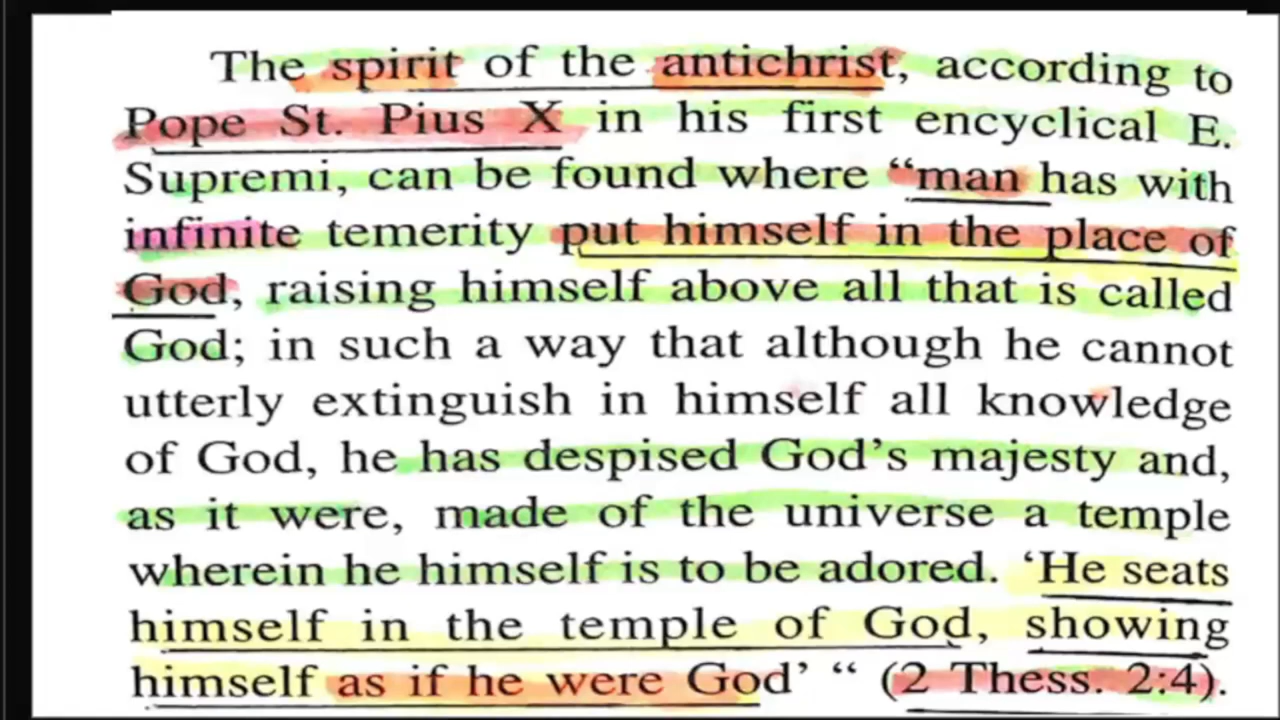 The spirit of the antichrist, according to
Pope St. Pius X in his first encyclical E.
Supremi, can be found where “man has with
infinite temerity put himself in the place of
God, raising himself above all that is called
God; in such a way that although he cannot
utterly extinguish in himself all knowledge
of God, he has despised God’s majesty and,
as it were, made of the universe a temple
wherein he himself is to be adored. ‘He seats
himself in the temple of God, showing
himself as if he were God’ “ (2 Thess. 2:4).